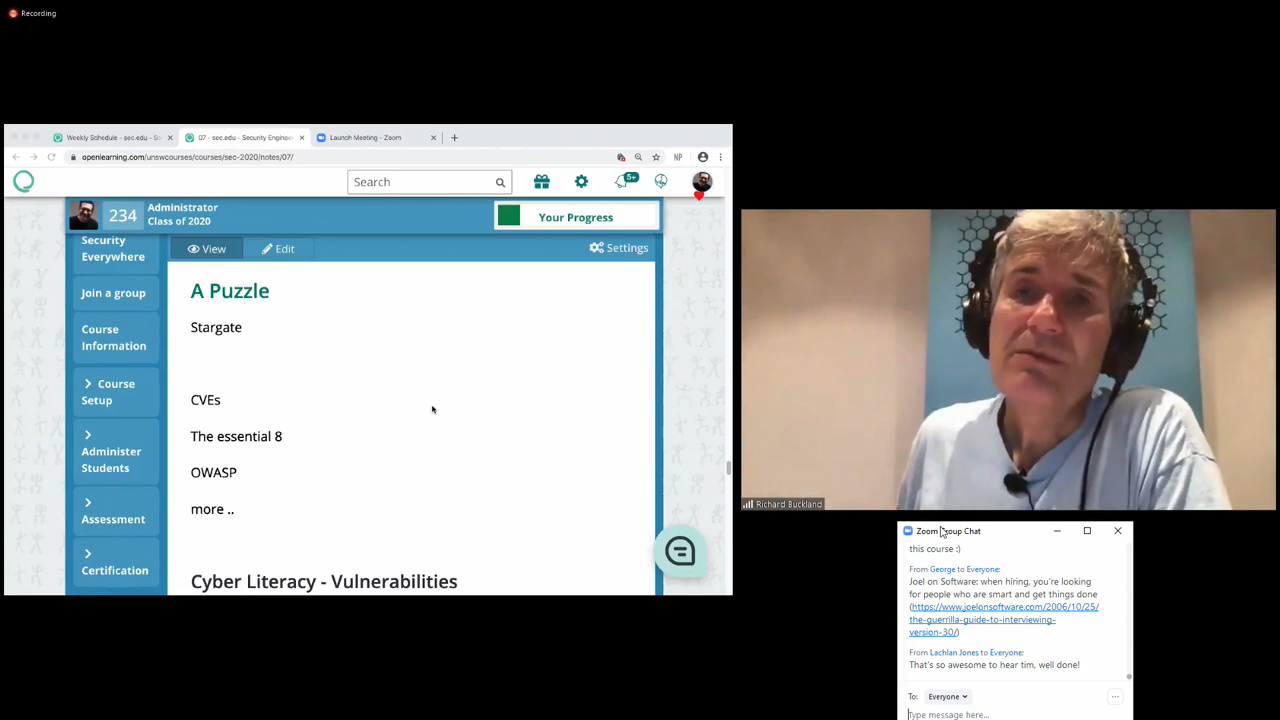 Recording
Weekly Schedule - sec.edu - Se
07 - sec.edu - Security Enginee
Launch Meeting - Zoom
openlearning.com/unswcourses/courses/sec-2020/notes/07/
NP
Search
5+
234
Administrator
Class of 2020
Your Progress
Security
Everywhere
View
Edit
Settings
Join a group
Course
Information
Course
Setup
Administer
Students
Assessment
Certification
A Puzzle
Stargate
CVEs
The essential 8
OWASP
more ..
Cyber Literacy - Vulnerabilities
Richard Buckland
Zoom Group Chat
this course :)
From George to Everyone:
Joel on Software: when hiring, you're looking
for people who are smart and get things done
(https://www.joelonsoftware.com/2006/10/25/
the-guerrilla-guide-to-interviewing-
version-30/)
From Lachlan Jones to Everyone:
That's so awesome to hear tim, well done!
To: Everyone
Type message here...